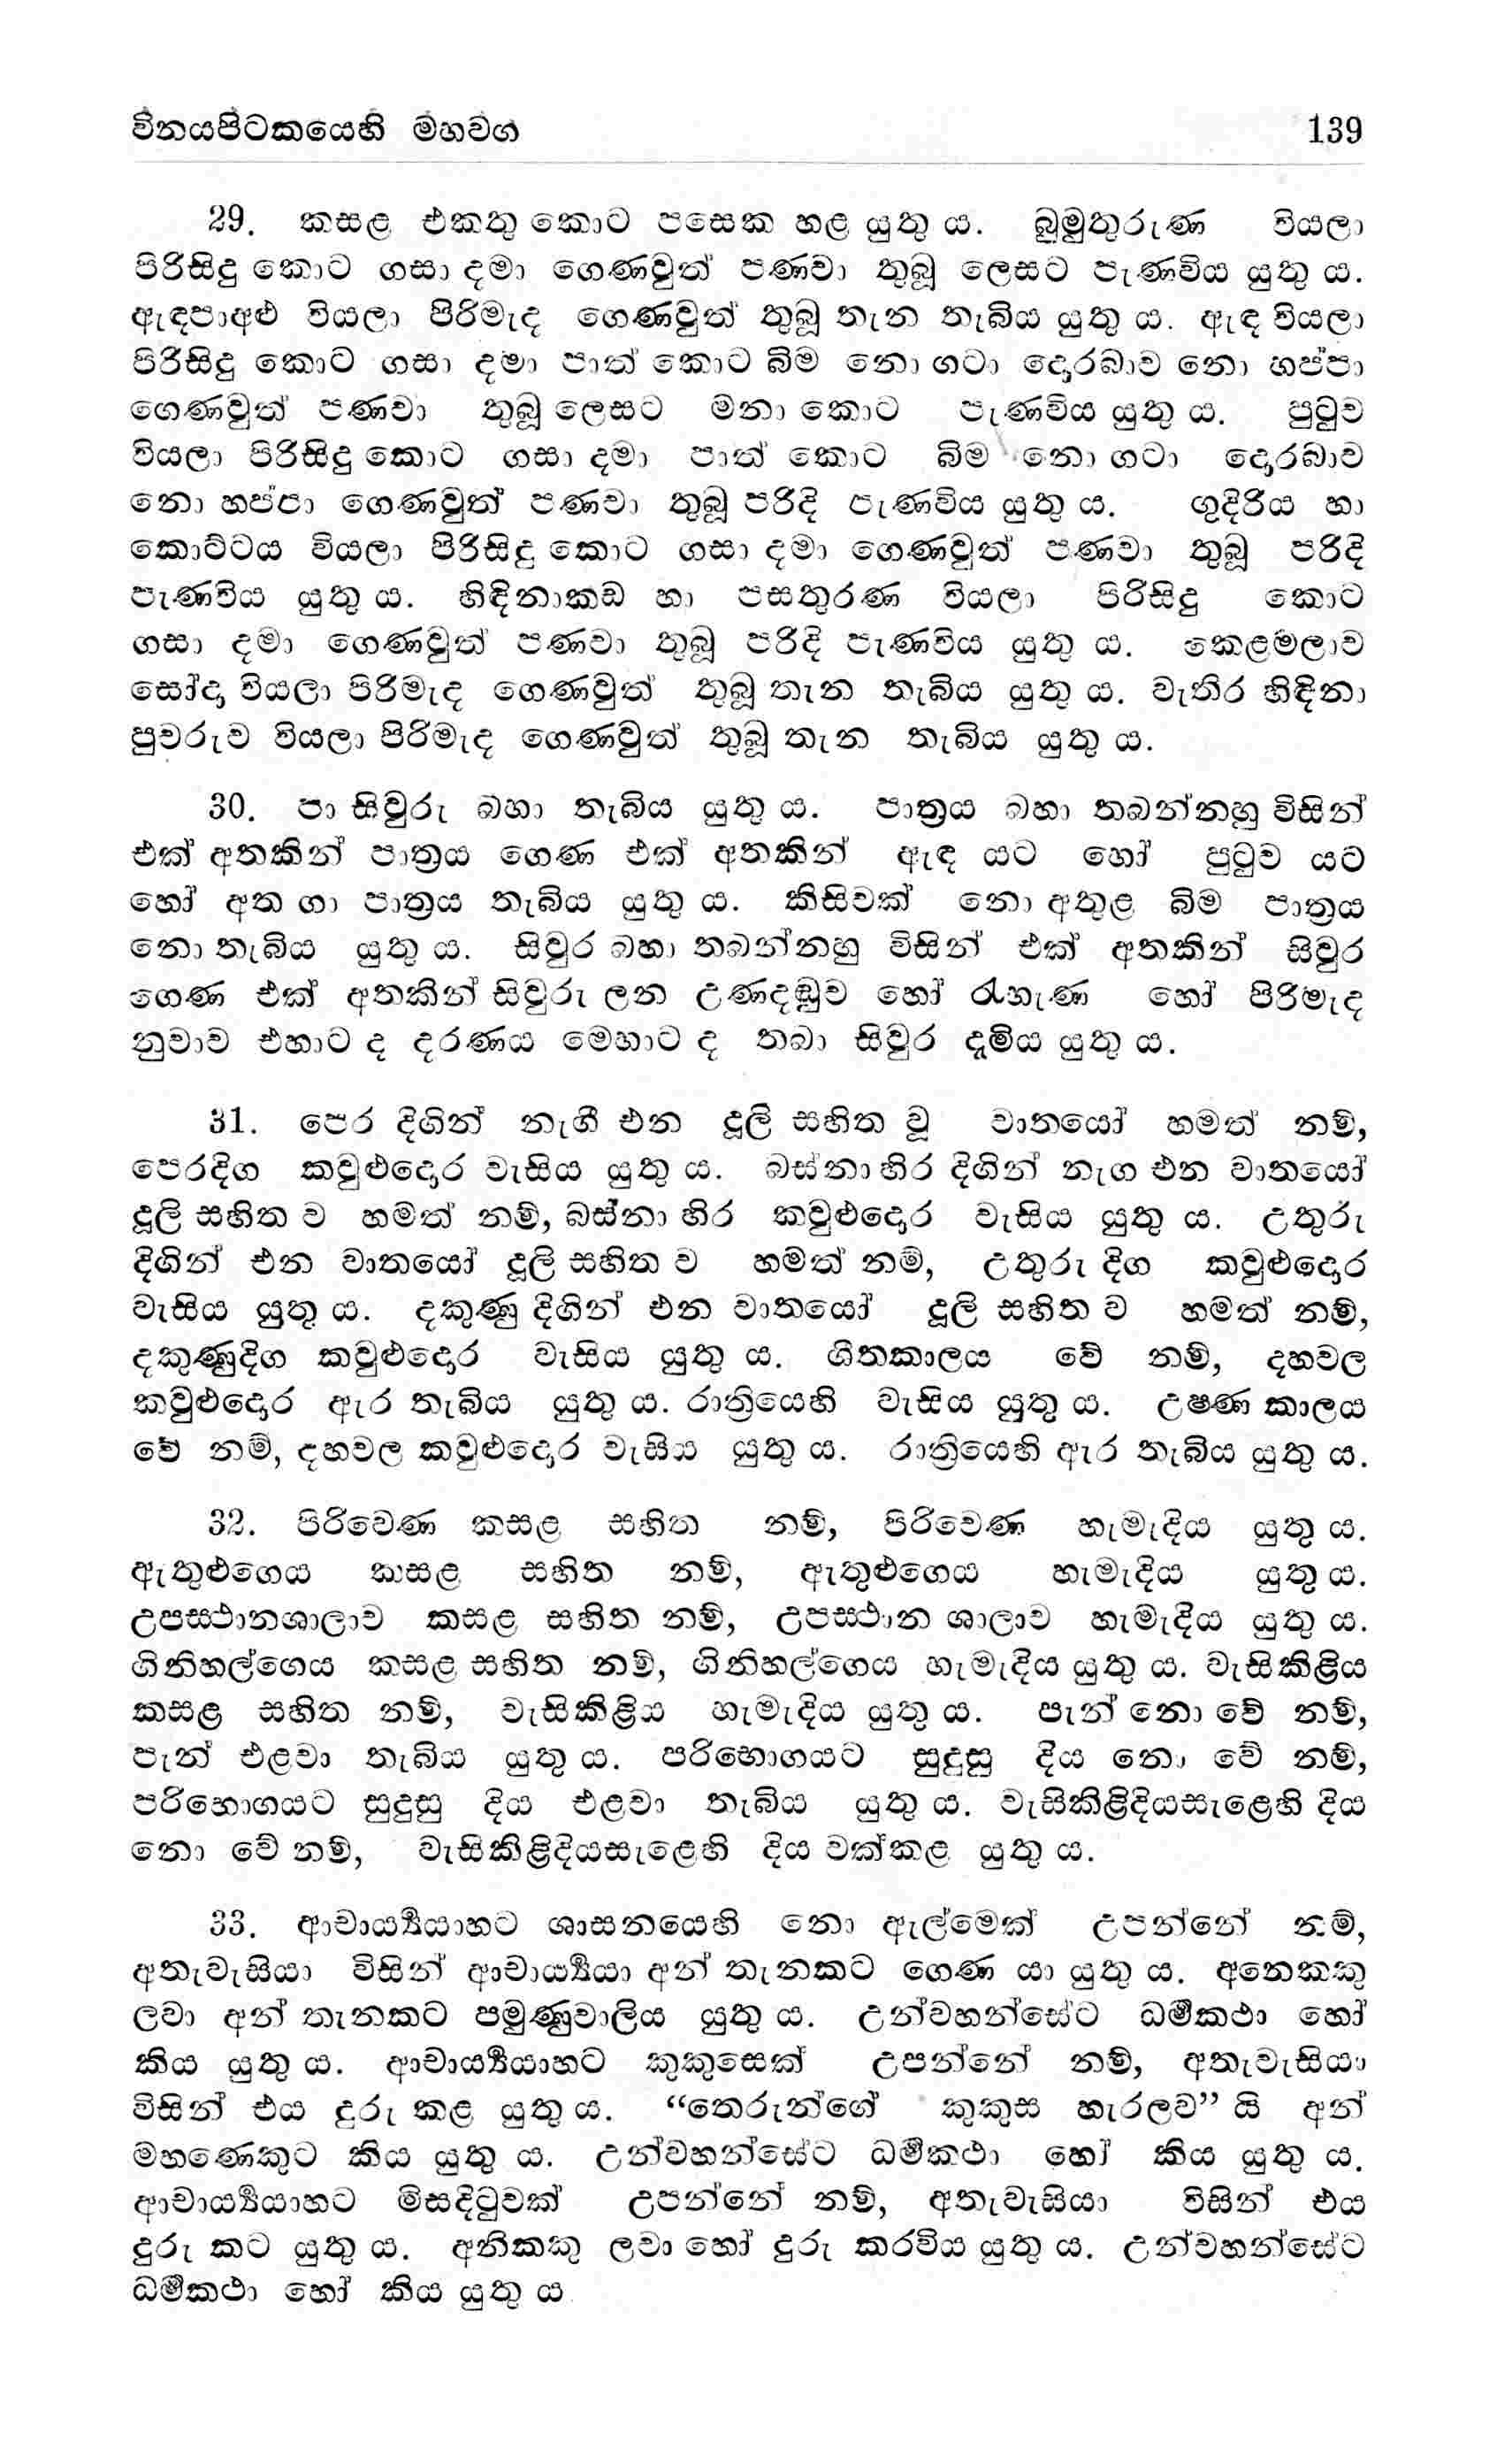 විනයපිටකයෙහි මහවග 139
29. කසළ එකතු කොට පසෙක හළ යුතු ය. බුමුතුරුණ වියලා
පිරිසිදු කොට ගසා දමා ගෙණවුත් පණවා තුබූ ලෙසට පැණවිය යුතු ය.
ඇඳපාඅළු වියලා පිරිමැද ගෙණවුත් තුබූ තැන තැබිය යුතු ය. ඇඳ වියලා
පිරිසිදු කොට ගසා දමා පාත් කොට බිම නො ගටා දොරබාව නො හප්පා
ගෙණවුත් පණවා තුබූ ලෙසට මනා කොට පැණවිය යුතු ය. පුටුව
වියලා පිරිසිදු කොට ගසා දමා පාත් කොට බිම නො ගටා දොරබාව
නො හප්පා ගෙණවුත් පණවා තුබූ පරිදි පැණවිය යුතු ය. ගුදිරිය හා
කොට්ටය වියලා පිරිසිදු කොට ගසා දමා ගෙණවුත් පණවා තුබූ පරිදි
පැණවිය යුතු ය. හිඳිනාකඩ හා පසතුරණ වියලා පිරිසිදු කොට
ගසා දමා ගෙණවුත් පණවා තුබූ පරිදි පැණවිය යුතු ය. කෙළමලාව
සෝදා වියලා පිරිමැද ගෙණවුත් තුබූ තැන තැබිය යුතු ය. වැතිර හිඳිනා
පුවරුව වියලා පිරිමැද ගෙණවුත් තුබූ තැන තැබිය යුතු ය.
30. පා සිවුරු බහා තැබිය යුතු ය. පාත්‍රය බහා තබන්නහු විසින්
එක් අතකින් පාත්‍රය ගෙණ එක් අතකින් ඇඳ යට හෝ පුටුව යට
හෝ අත ගා පාත්‍රය තැබිය යුතු ය. කිසිවක් නො අතුළ බිම පාත්‍රය
නො තැබිය යුතු ය. සිවුර බහා තබන්නහු විසින් එක් අතකින් සිවුර
ගෙණ එක් අතකින් සිවුරු ලන උණදඬුව හෝ රැහැණ හෝ පිරිමැද
නුවාව එහාට ද දරණය මෙහාට ද තබා සිවුර දැමිය යුතු ය.
31. පෙර දිගින් නැගී එන දූලි සහිත වූ වාතයෝ හමත් නම්,
පෙරදිග කවුළුදොර වැසිය යුතු ය. බස්නා හිර දිගින් නැග එන වාතයෝ
දූලි සහිත ව හමත් නම්, බස්නා හිර කවුළුදොර වැසිය යුතු ය. උතුරු
දිගින් එන වාතයෝ දූලි සහිත ව හමත් නම්, උතුරු දිග කවුළුදොර
වැසිය යුතු ය. දකුණු දිගින් එන වාතයෝ දූලි සහිත ව හමත් නම්,
දකුණුදිග කවුළුදොර වැසිය යුතු ය. ශීතකාලය වේ නම්, දහවල
කවුළුදොර ඇර තැබිය යුතු ය. රාත්‍රියෙහි වැසිය යුතු ය. උෂණ කාලය
වේ නම්, දහවල කවුළුදොර වැසිය යුතු ය. රාත්‍රියෙහි ඇර තැබිය යුතු ය.
32. පිරිවෙණ කසළ සහිත නම්, පිරිවෙණ හැමැදිය යුතු ය.
ඇතුළුගෙය කසළ සහිත නම්, ඇතුළුගෙය හැමැදිය යුතු ය.
උපස්ථානශාලාව කසළ සහිත නම්, උපස්ථාන ශාලාව හැමැදිය යුතු ය.
ගිනිහල්ගෙය කසළ සහිත නම්, ගිනිහල්ගෙය හැමැදිය යුතු ය. වැසිකිළිය
කසළ සහිත නම්, වැසිකිළිය හැමැදිය යුතු ය. පැන් නො වේ නම්,
පැන් එළවා තැබිය යුතු ය. පරිභොගයට සුදුසු දිය නො වේ නම්,
පරිභොගයට සුදුසු දිය එළවා තැබිය යුතු ය. වැසිකිළිදියසැළෙහි දිය
නො වේ නම්, වැසිකිළිදියසැළෙහි දිය වක්කළ යුතු ය.
33. ආචාර්‍ය්‍යයාහට ශාසනයෙහි නො ඇල්මෙක් උපන්නේ නම්,
අතැවැසියා විසින් ආචාර්‍ය්‍යයා අන් තැනකට ගෙණ යා යුතු ය. අනෙකකු
ලවා අන් තැනකට පමුණුවාලිය යුතු ය. උන්වහන්සේට ධර්‍මකථා හෝ
කිය යුතු ය. ආචාර්‍ය්‍යයාහට කුකුසෙක් උපන්නේ නම්, අතැවැසියා
විසින් එය දුරු කළ යුතු ය. “තෙරුන්ගේ කුකුස හැරලව” යි අන්
මහණෙකුට කිය යුතු ය. උන්වහන්සේට ධර්‍මකථා හෝ කිය යුතු ය.
ආචාර්‍ය්‍යයාහට මිසදිටුවක් උපන්නේ නම්, අතැවැසියා විසින් එය
දුරු කට යුතු ය. අනිකකු ලවා හෝ දුරු කරවිය යුතු ය. උන්වහන්සේට
ධර්‍මකථා හෝ කිය යුතු ය